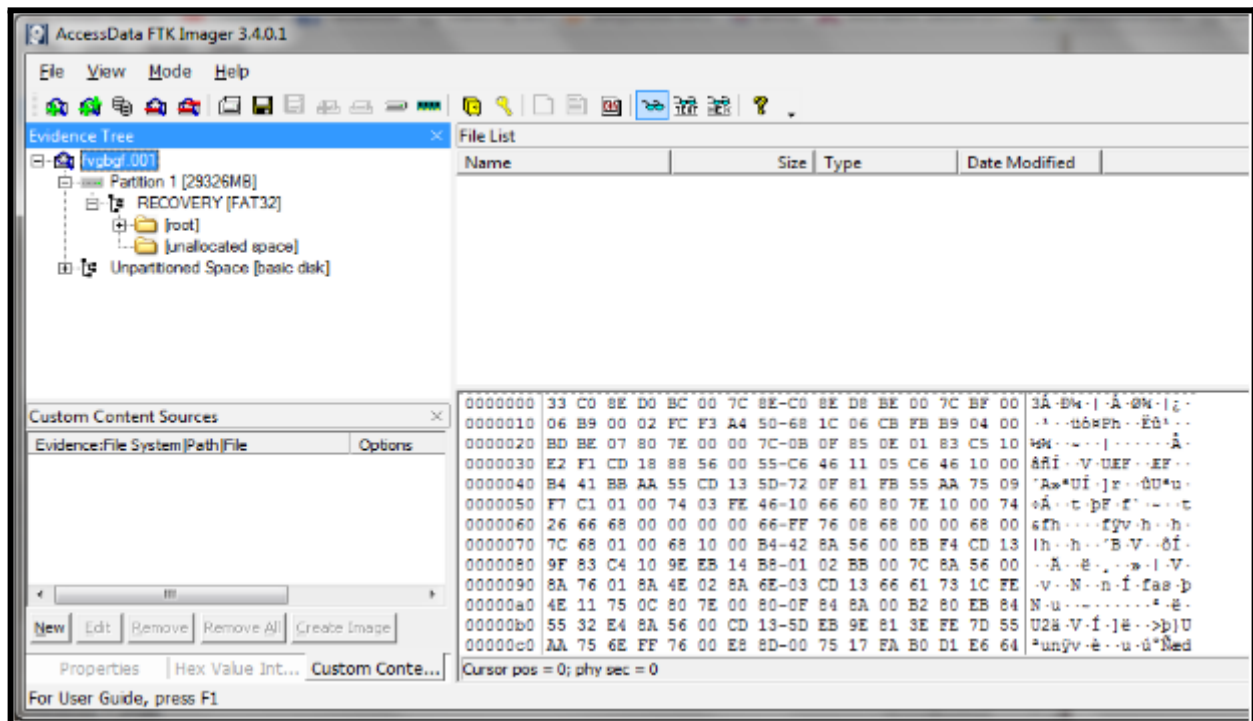 AccessData FTK Imager 3.4.0.1
File View Mode Help
Evidence Tree
fvgbgf.001
Partition 1 [29326MB]
RECOVERY [FAT32]
[root]
[unallocated space]
Unpartitioned Space [basic disk]
Custom Content Sources
Evidence:File System|Path|File Options
New Edit Remove Remove All Create Image
Properties Hex Value Int... Custom Conte...
File List
Name Size Type Date Modified
0000000 33 C0 8E D0 BC 00 7C 8E-C0 8E D8 BE 00 7C BF 00
0000010 06 B9 00 02 FC F3 A4 50-68 1C 06 CB FB B9 04 00
0000020 BD BE 07 80 7E 00 00 7C-0B 0F 85 0E 01 83 C5 10
0000030 E2 F1 CD 18 88 56 00 55-C6 46 11 05 C6 46 10 00
0000040 B4 41 BB AA 55 CD 13 5D-72 0F 81 FB 55 AA 75 09
0000050 F7 C1 01 00 74 03 FE 46-10 66 60 80 7E 10 00 74
0000060 26 66 68 00 00 00 00 66-FF 76 08 68 00 00 68 00
0000070 7C 68 01 00 68 10 00 B4-42 8A 56 00 8B F4 CD 13
0000080 9F 83 C4 10 9E EB 14 B8-01 02 BB 00 7C 8A 56 00
0000090 8A 76 01 8A 4E 02 8A 6E-03 CD 13 66 61 73 1C FE
00000a0 4E 11 75 0C 80 7E 00 80-0F 84 8A 00 B2 80 EB 84
00000b0 55 32 E4 8A 56 00 CD 13-5D EB 9E 81 3E FE 7D 55
00000c0 AA 75 6E FF 76 00 E8 8D-00 75 17 FA B0 D1 E6 64
Cursor pos = 0; phy sec = 0
For User Guide, press F1